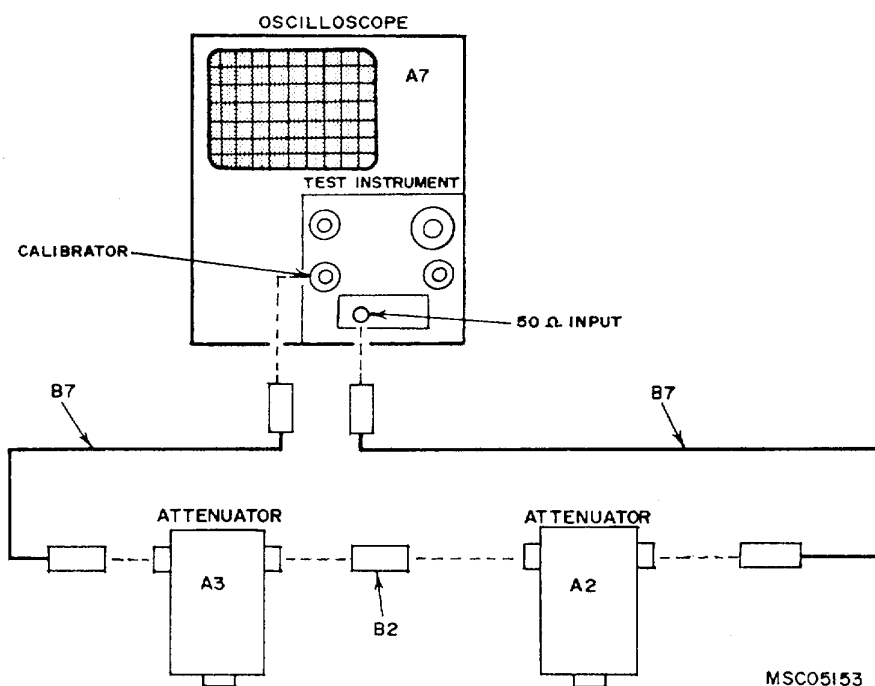 OSCILLOSCOPE
A7
TEST INSTRUMENT
CALIBRATOR
50 Ω INPUT
B7
B7
ATTENUATOR
ATTENUATOR
A3
A2
B2
MSC05153